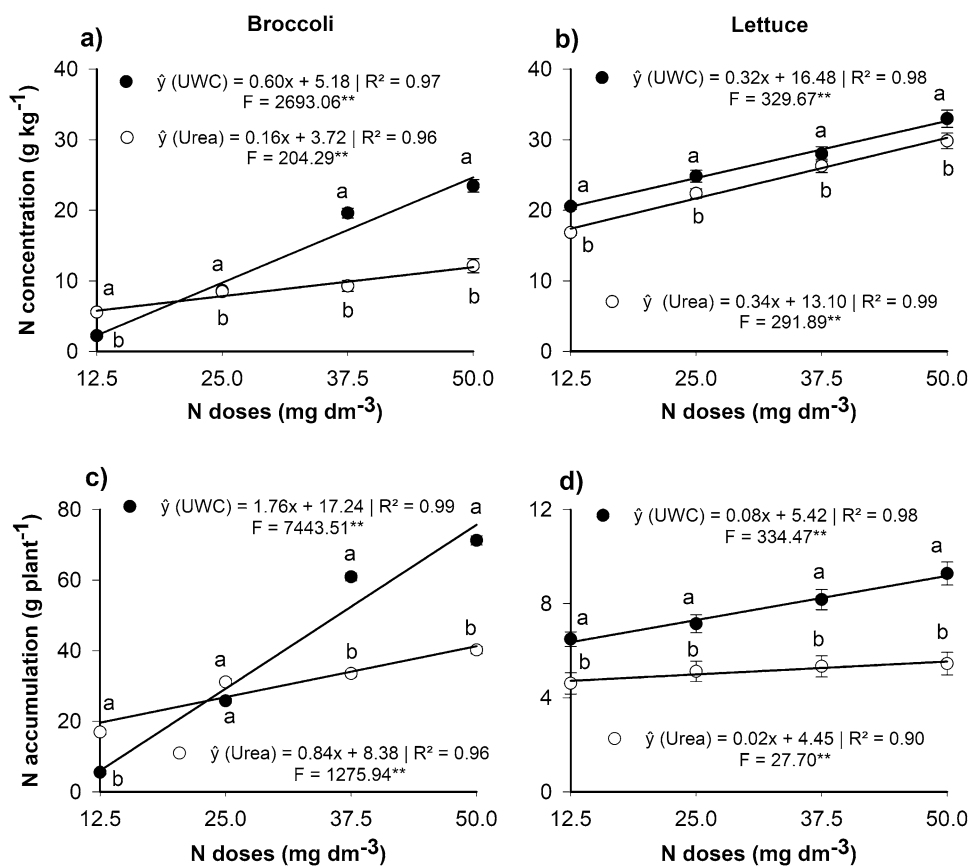 Broccoli
Lettuce
a)
40
30
20
10
0
N concentration (g kg⁻¹)
ŷ (UWC) = 0.60x + 5.18 | R² = 0.97
F = 2693.06**
ŷ (Urea) = 0.16x + 3.72 | R² = 0.96
F = 204.29**
a
a
a
a
b
b
b
b
12.5
25.0
37.5
50.0
N doses (mg dm⁻³)
b)
40
30
20
10
0
ŷ (UWC) = 0.32x + 16.48 | R² = 0.98
F = 329.67**
a
a
a
a
b
b
b
b
ŷ (Urea) = 0.34x + 13.10 | R² = 0.99
F = 291.89**
12.5
25.0
37.5
50.0
N doses (mg dm⁻³)
c)
80
60
40
20
0
N accumulation (g plant⁻¹)
ŷ (UWC) = 1.76x + 17.24 | R² = 0.99
F = 7443.51**
a
a
a
a
a
b
b
b
ŷ (Urea) = 0.84x + 8.38 | R² = 0.96
F = 1275.94**
12.5
25.0
37.5
50.0
N doses (mg dm⁻³)
d)
12
8
4
0
ŷ (UWC) = 0.08x + 5.42 | R² = 0.98
F = 334.47**
a
a
a
a
b
b
b
b
ŷ (Urea) = 0.02x + 4.45 | R² = 0.90
F = 27.70**
12.5
25.0
37.5
50.0
N doses (mg dm⁻³)